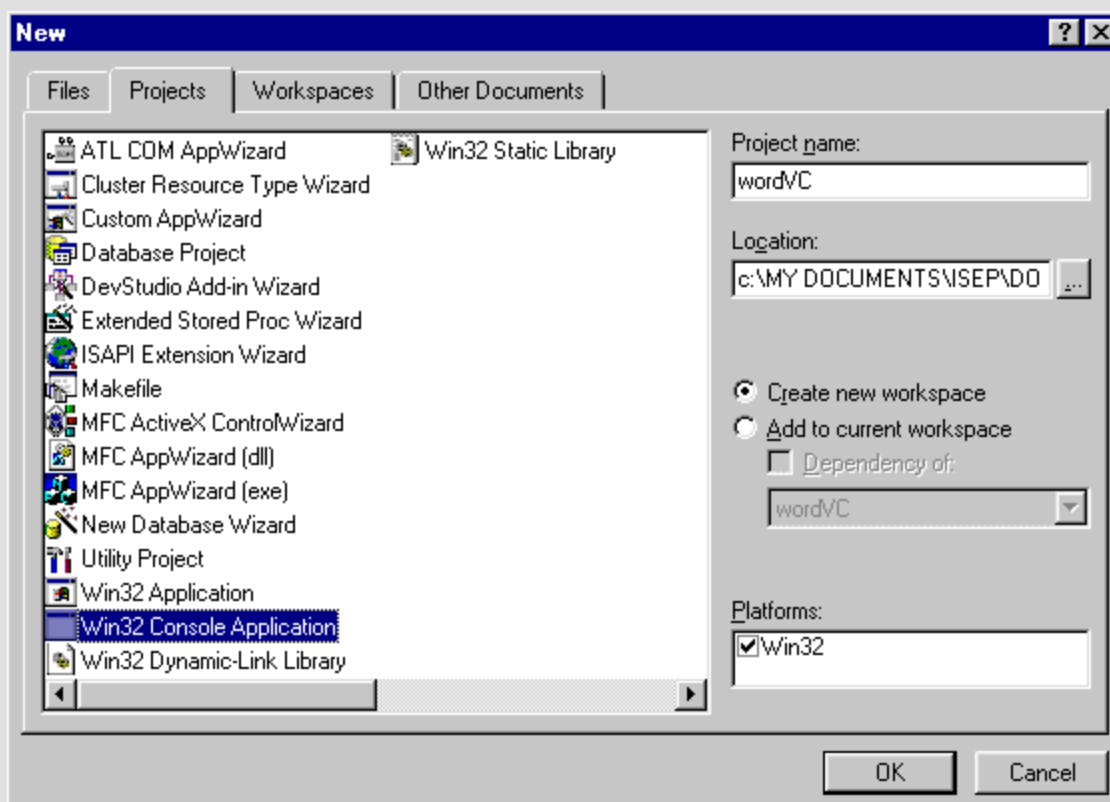 New
Files Projects Workspaces Other Documents
ATL COM AppWizard
Cluster Resource Type Wizard
Custom AppWizard
Database Project
DevStudio Add-in Wizard
Extended Stored Proc Wizard
ISAPI Extension Wizard
Makefile
MFC ActiveX ControlWizard
MFC AppWizard (dll)
MFC AppWizard (exe)
New Database Wizard
Utility Project
Win32 Application
Win32 Console Application
Win32 Dynamic-Link Library
Win32 Static Library
Project name:
wordVC
Location:
c:\MY DOCUMENTS\ISEP\DO ...
Create new workspace
Add to current workspace
Dependency of:
wordVC
Platforms:
Win32
OK Cancel